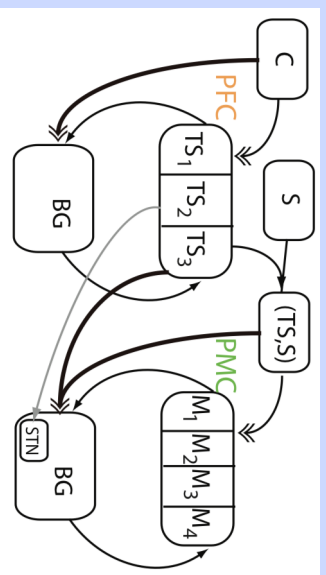 C
PFC
TS1 TS2 TS3
BG
S
(TS,S)
PMC
M1 M2 M3 M4
BG
STN